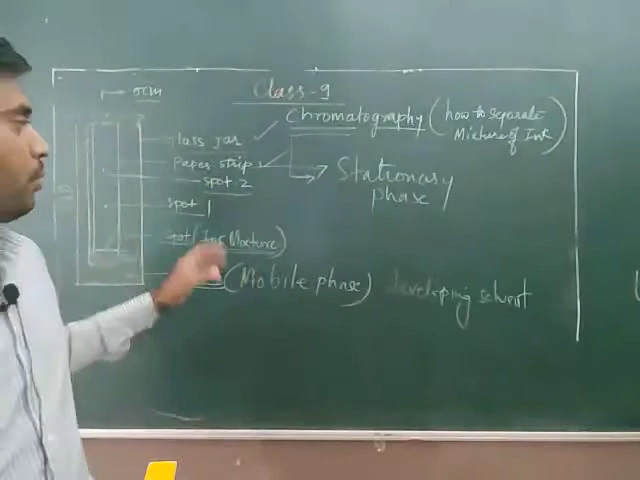 Class-9
Chromatography (how to separate
Mixture of Ink)
lass jar
Paper strip
Stationary
phase
spot 2
spot 1
Mixture)
(Mobile phase) developing solvent